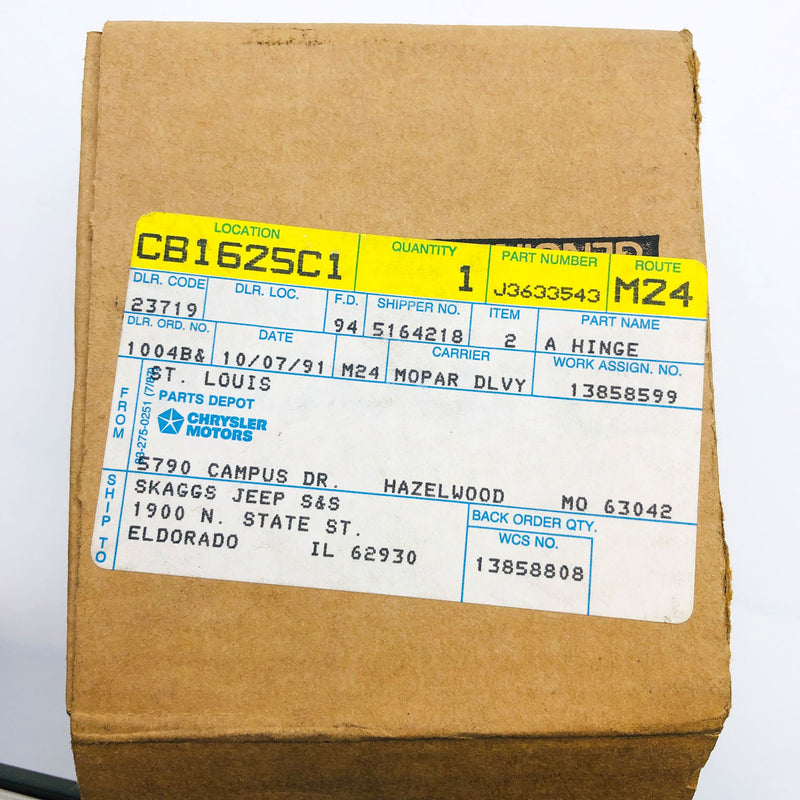 LOCATION QUANTITY PART NUMBER ROUTE
CB1625C1 1 J3633543 M24
DLR. CODE DLR. LOC. F.D. SHIPPER NO. ITEM PART NAME
23719 94 5164218 2 A HINGE
DLR. ORD. NO. DATE CARRIER WORK ASSIGN. NO.
1004B& 10/07/91 M24 MOPAR DLVY 13858599
FROM
ST. LOUIS
PARTS DEPOT
CHRYSLER
MOTORS
5790 CAMPUS DR. HAZELWOOD MO 63042
SHIP TO
SKAGGS JEEP S&S
1900 N. STATE ST.
ELDORADO IL 62930
BACK ORDER QTY.
WCS NO.
13858808